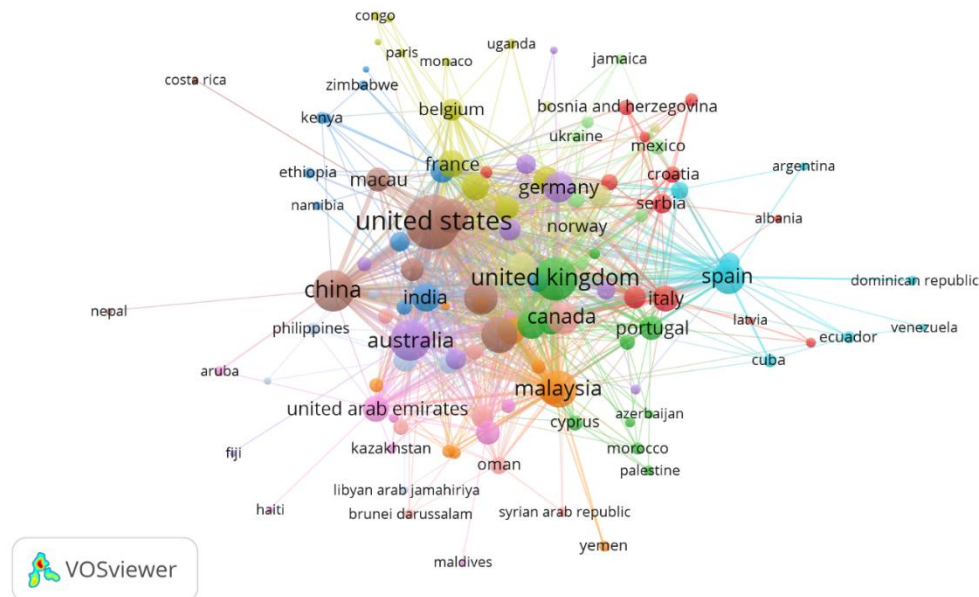 congo
paris
monaco
uganda
jamaica
costa rica
zimbabwe
belgium
bosnia and herzegovina
kenya
ukraine
mexico
france
ethiopia
macau
germany
croatia
argentina
namibia
united states
norway
serbia
albania
united kingdom
spain
dominican republic
china
india
italy
nepal
philippines
canada
portugal
latvia
venezuela
australia
ecuador
cuba
aruba
malaysia
united arab emirates
azerbaijan
cyprus
fiji
kazakhstan
morocco
oman
palestine
libyan arab jamahiriya
haiti
brunei darussalam
syrian arab republic
yemen
maldives
VOSviewer